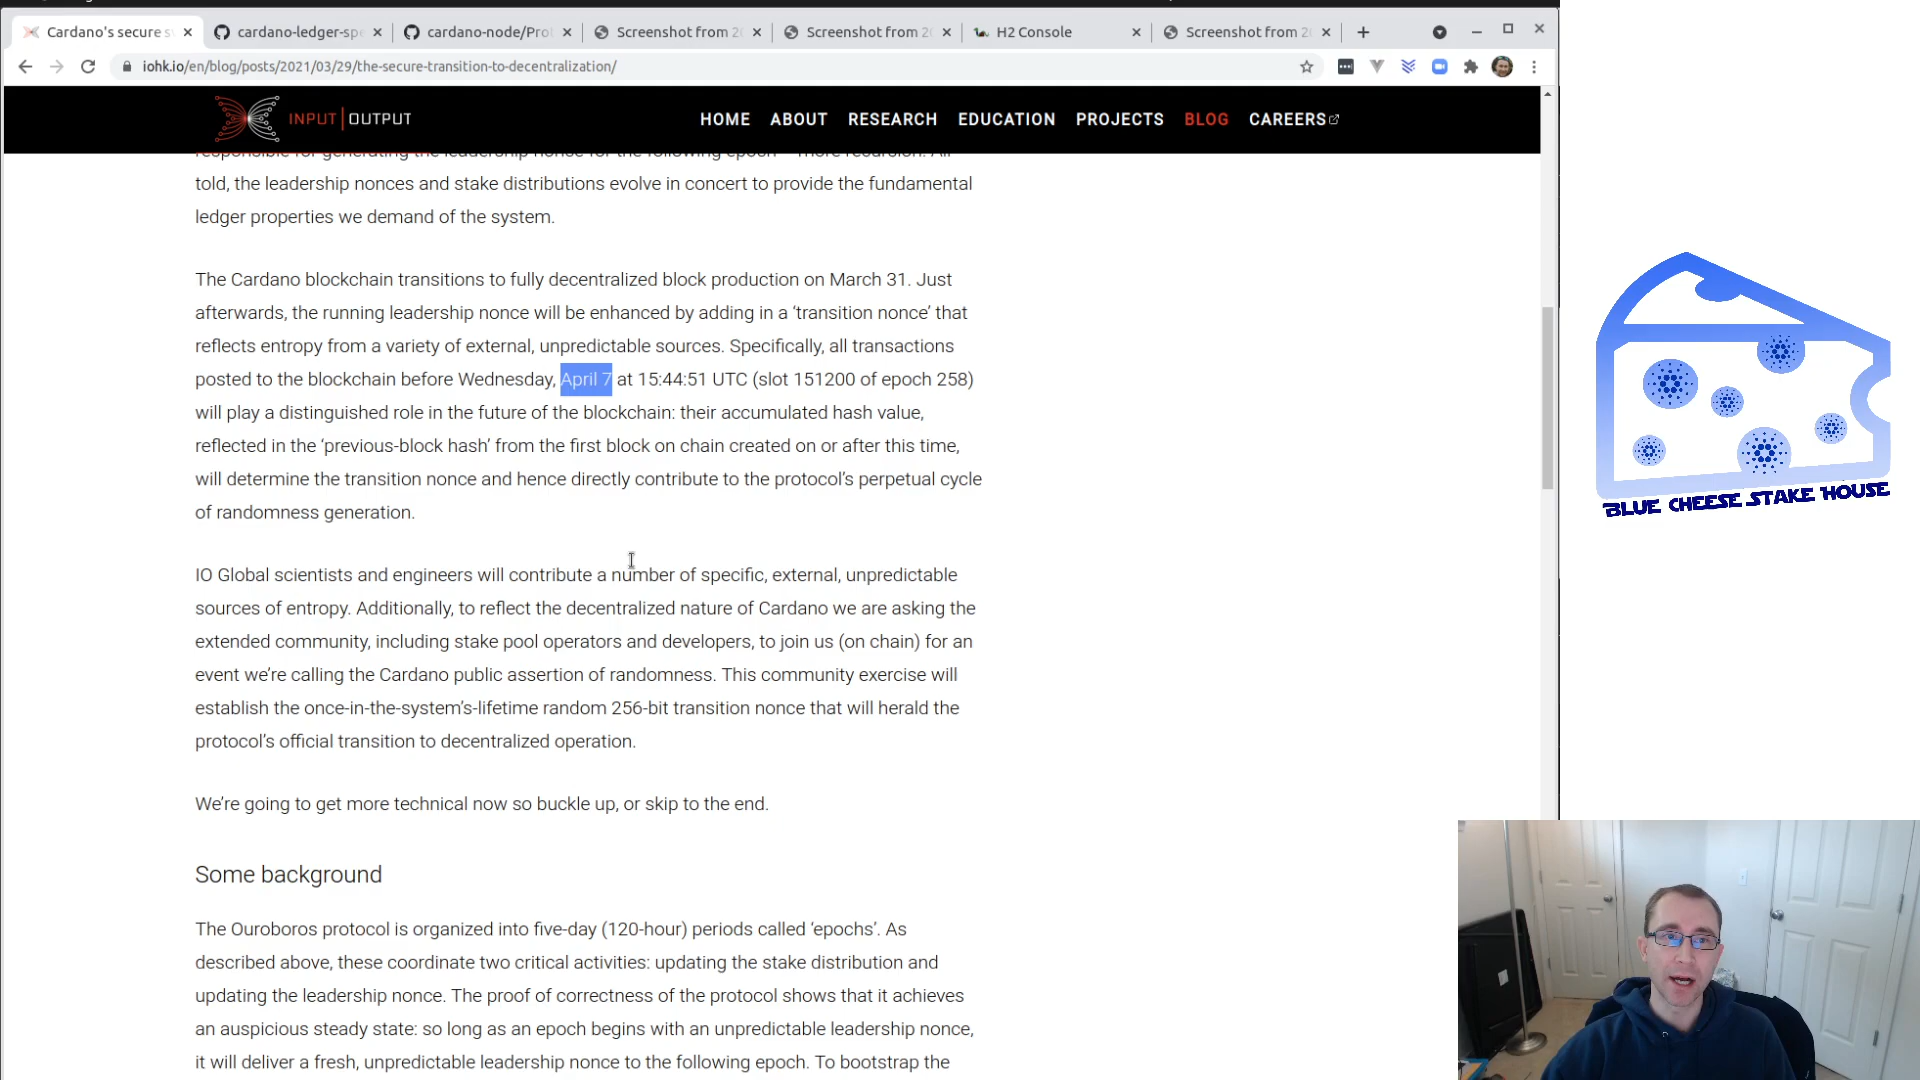 Cardano's secure s
cardano-ledger-spe
cardano-node/Pro
Screenshot from 2
Screenshot from 2
H2 Console
Screenshot from 2
iohk.io/en/blog/posts/2021/03/29/the-secure-transition-to-decentralization/
INPUT|OUTPUT
HOME ABOUT RESEARCH EDUCATION PROJECTS BLOG CAREERS
responsible for generating the leadership nonce for the following epoch – more recursion. All
told, the leadership nonces and stake distributions evolve in concert to provide the fundamental
ledger properties we demand of the system.
The Cardano blockchain transitions to fully decentralized block production on March 31. Just
afterwards, the running leadership nonce will be enhanced by adding in a ‘transition nonce’ that
reflects entropy from a variety of external, unpredictable sources. Specifically, all transactions
posted to the blockchain before Wednesday, April 7 at 15:44:51 UTC (slot 151200 of epoch 258)
will play a distinguished role in the future of the blockchain: their accumulated hash value,
reflected in the ‘previous-block hash’ from the first block on chain created on or after this time,
will determine the transition nonce and hence directly contribute to the protocol’s perpetual cycle
of randomness generation.
IO Global scientists and engineers will contribute a number of specific, external, unpredictable
sources of entropy. Additionally, to reflect the decentralized nature of Cardano we are asking the
extended community, including stake pool operators and developers, to join us (on chain) for an
event we’re calling the Cardano public assertion of randomness. This community exercise will
establish the once-in-the-system’s-lifetime random 256-bit transition nonce that will herald the
protocol’s official transition to decentralized operation.
We’re going to get more technical now so buckle up, or skip to the end.
Some background
The Ouroboros protocol is organized into five-day (120-hour) periods called ‘epochs’. As
described above, these coordinate two critical activities: updating the stake distribution and
updating the leadership nonce. The proof of correctness of the protocol shows that it achieves
an auspicious steady state: so long as an epoch begins with an unpredictable leadership nonce,
it will deliver a fresh, unpredictable leadership nonce to the following epoch. To bootstrap the
BLUE CHEESE STAKE HOUSE